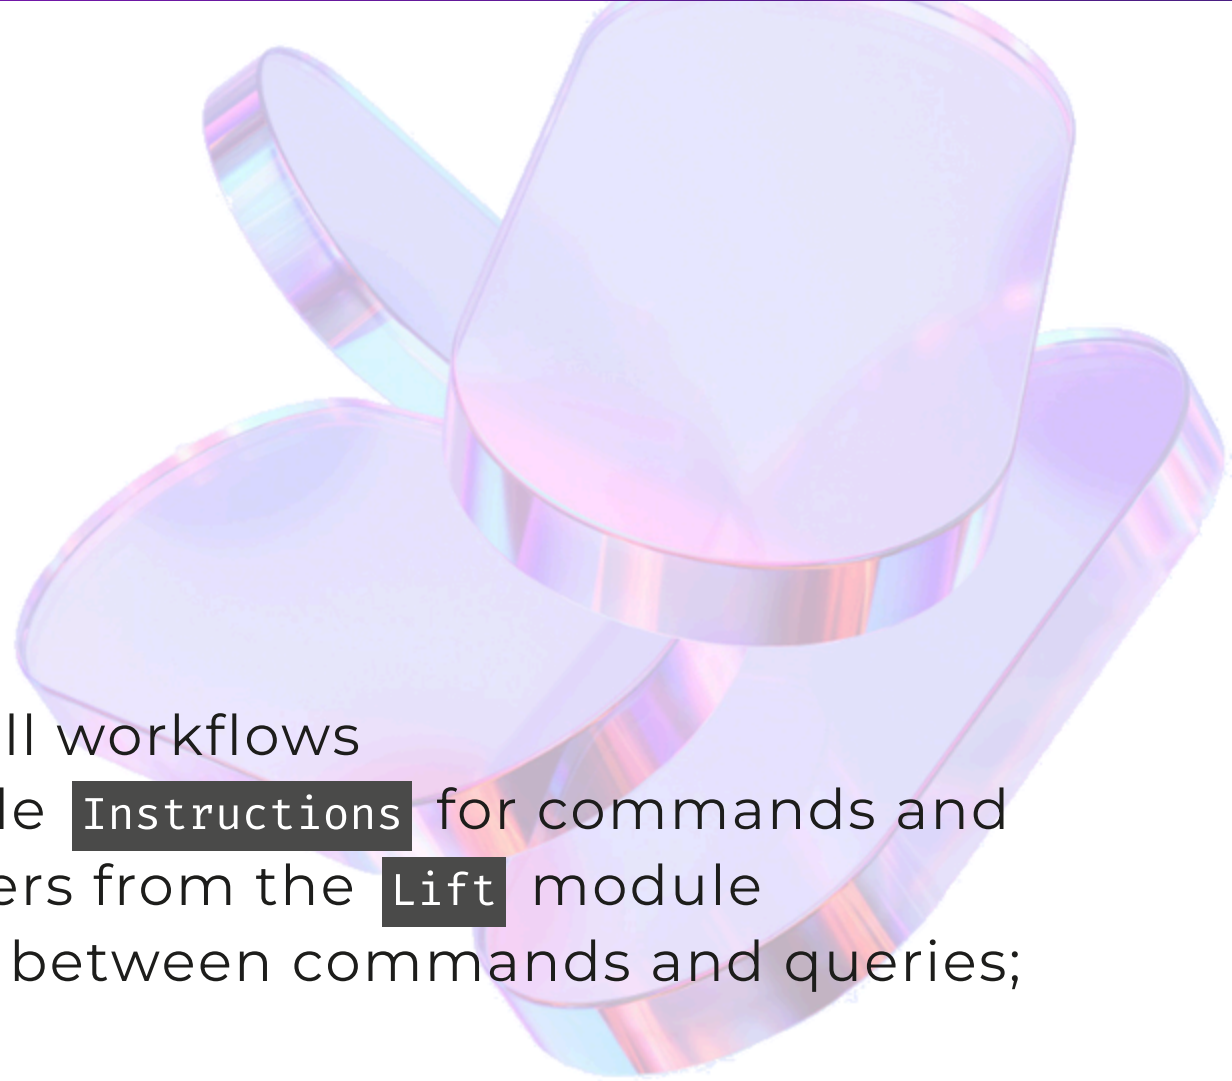 ll workflows
le Instructions for commands and
ers from the Lift module
between commands and queries;